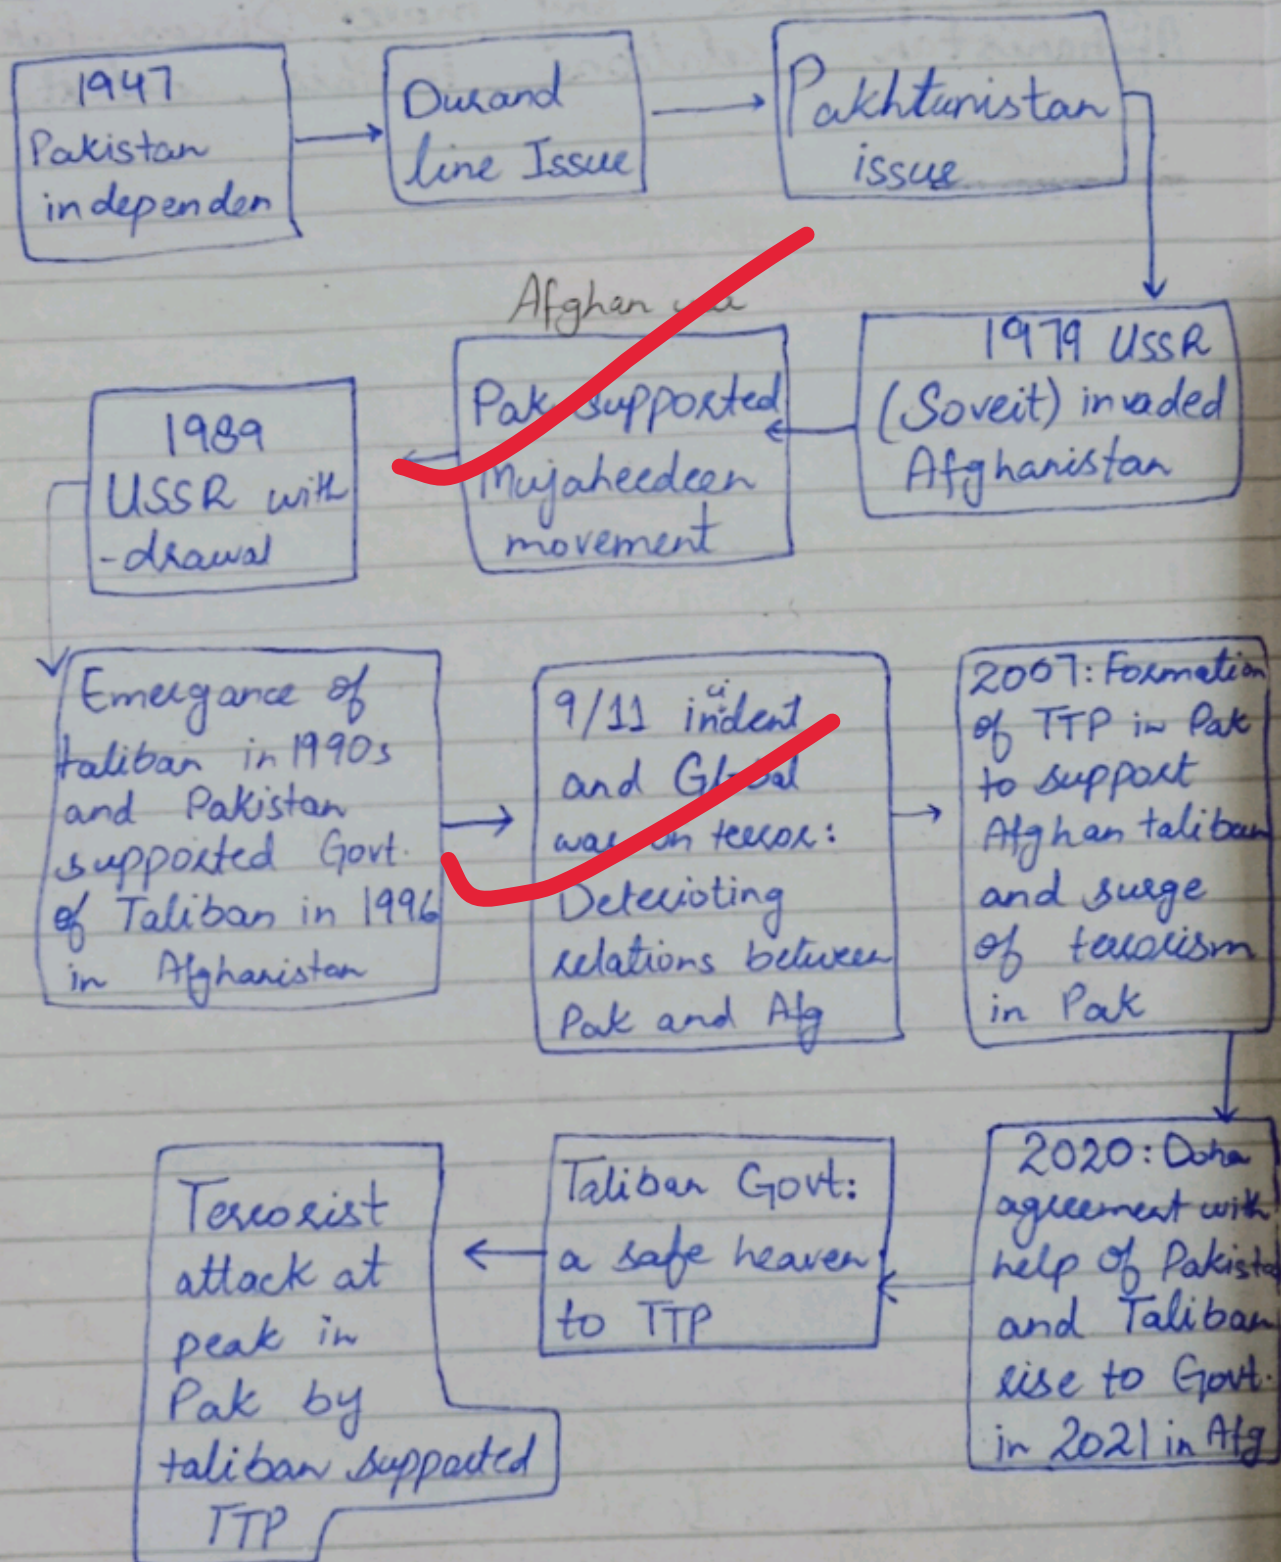 1947
Pakistan
independen
Durand
line Issue
Pakhtunistan
issue
1979 USSR
(Soveit) invaded
Afghanistan
Afghan
Pak supported
Mujaheedeen
movement
1989
USSR with
-drawal
Emergance of
taliban in 1990s
and Pakistan
supported Govt.
of Taliban in 1996
in Afghanistan
9/11 incident
and Global
war on terror:
Deterioting
relations between
Pak and Afg
2007: Formation
of TTP in Pak
to support
Afghan taliban
and surge
of terrorism
in Pak
2020: Doha
agreement with
help of Pakista
and Taliban
rise to Govt.
in 2021 in Afg
Taliban Govt:
a safe heaven
to TTP
Terrorist
attack at
peak in
Pak by
taliban supported
TTP